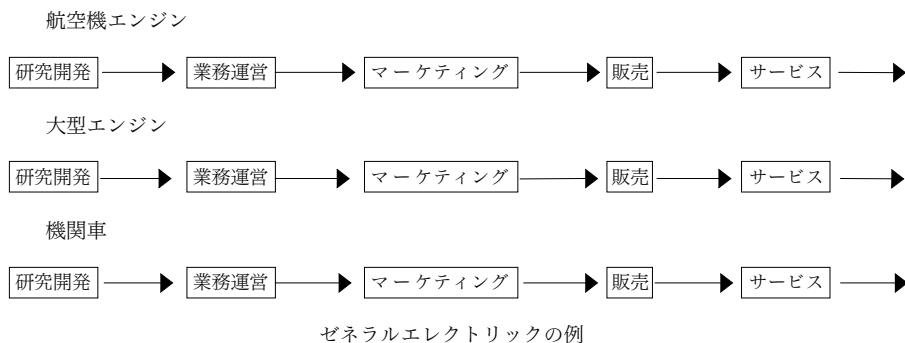 航空機エンジン
研究開発 業務運営 マーケティング 販売 サービス
大型エンジン
研究開発 業務運営 マーケティング 販売 サービス
機関車
研究開発 業務運営 マーケティング 販売 サービス
ゼネラルエレクトリックの例